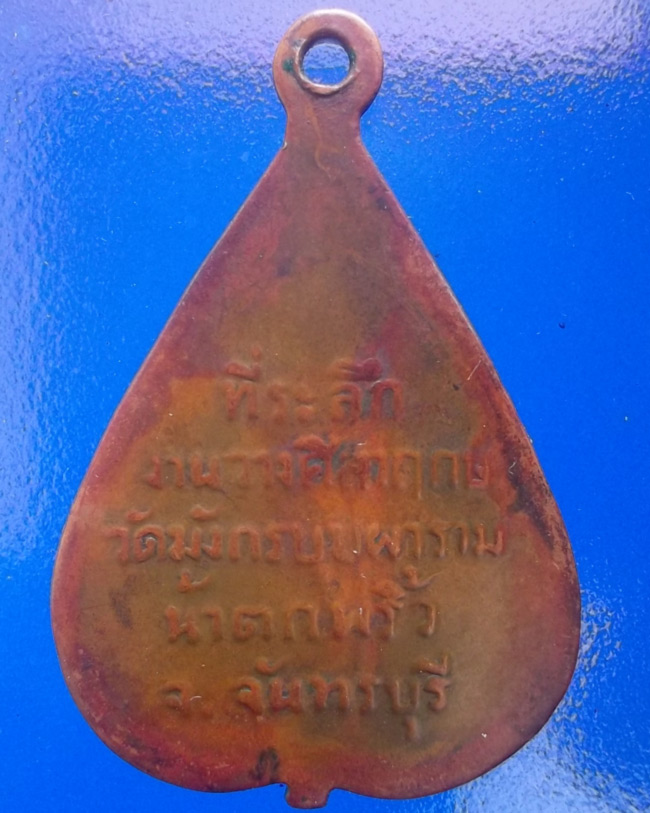 ที่ระลึก
งานวางศิลาฤกษ์
วัดมังกรบุปผาราม
น้ำตกพริ้ว
จ. จันทรบุรี